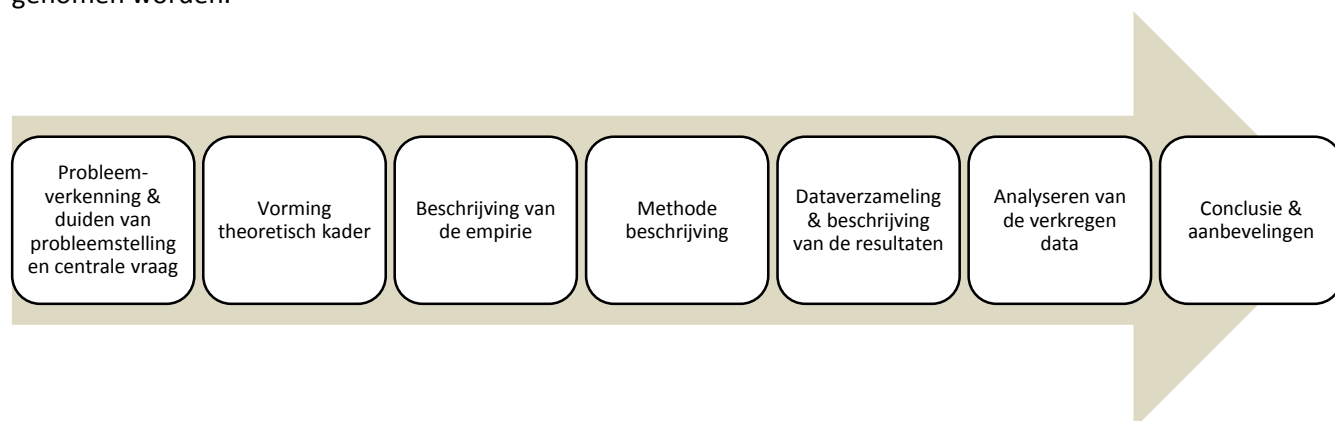 genomen worden.
Probleem-
verkenning &
duiden van
probleemstelling
en centrale vraag
Vorming
theoretisch kader
Beschrijving van
de empirie
Methode
beschrijving
Dataverzameling
& beschrijving
van de resultaten
Analyseren van
de verkregen
data
Conclusie &
aanbevelingen